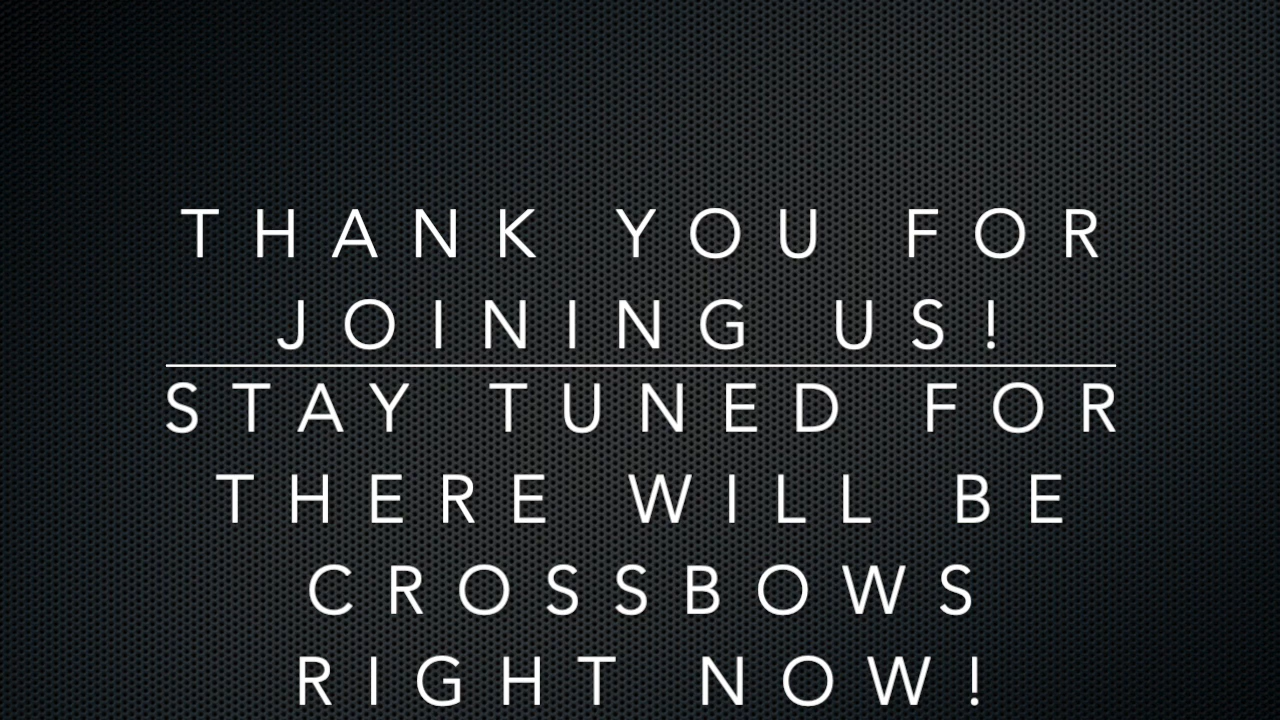 THANK YOU FOR
JOINING US!
STAY TUNED FOR
THERE WILL BE
CROSSBOWS
RIGHT NOW!